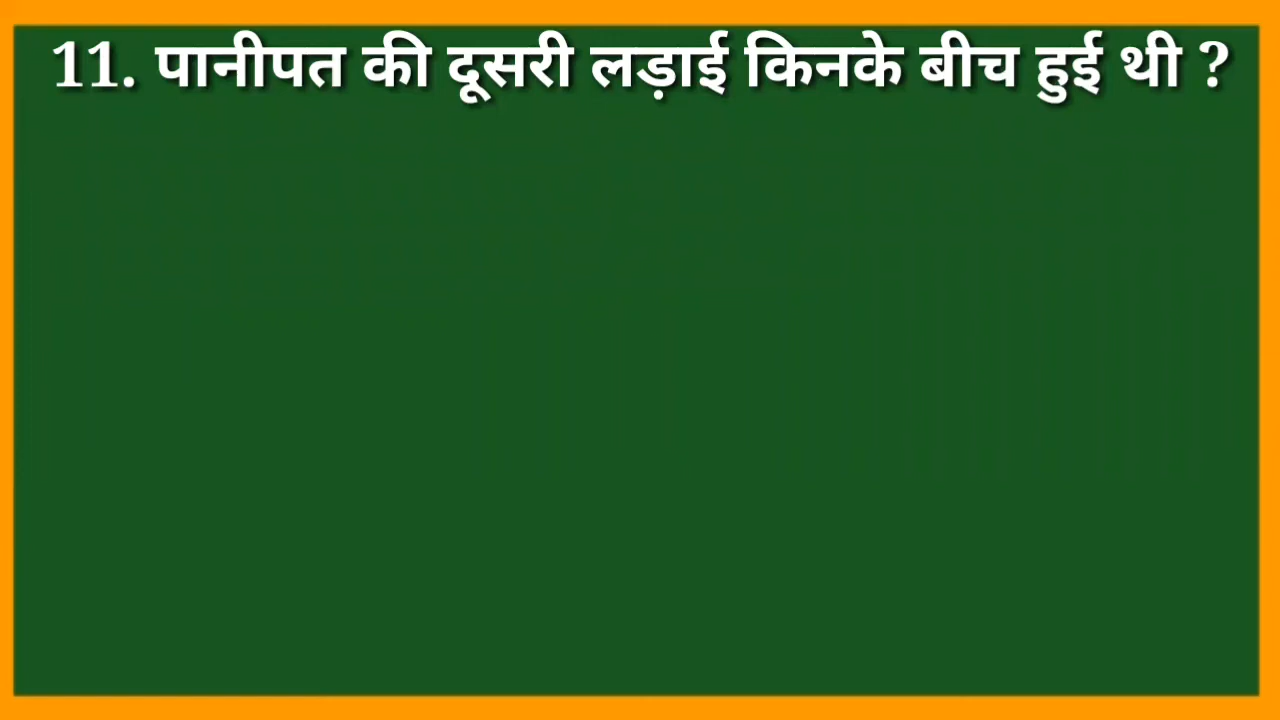 11. पानीपत की दूसरी लड़ाई किनके बीच हुई थी ?